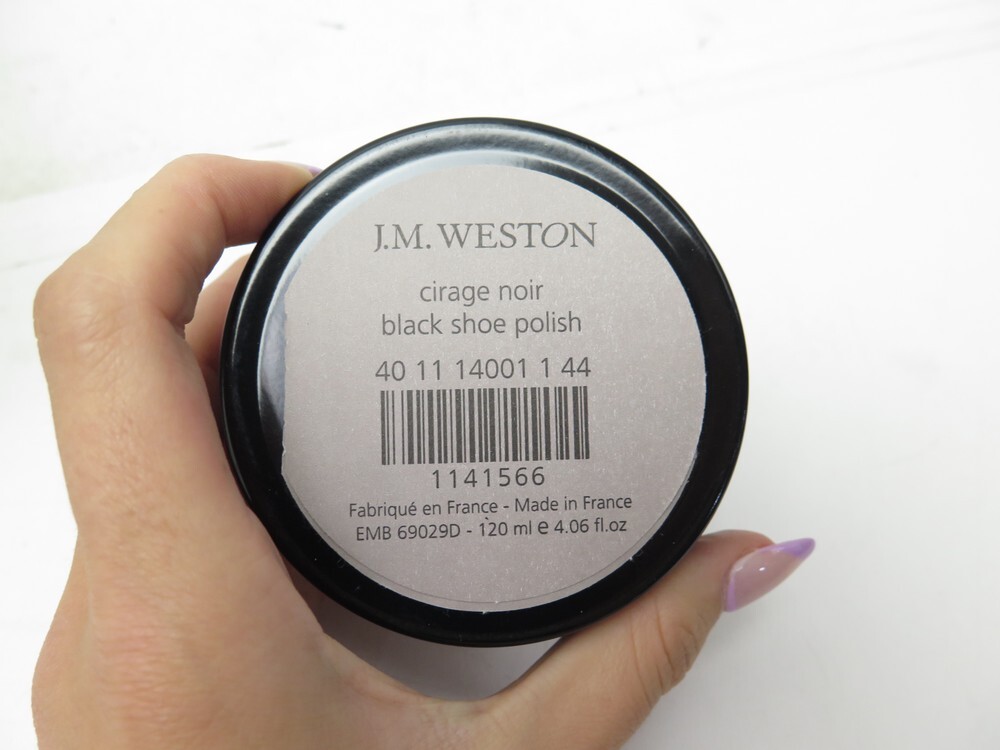 J.M. WESTON
cirage noir
black shoe polish
40 11 14001 1 44
1141566
Fabriqué en France - Made in France
EMB 69029D - 120 ml e 4.06 fl.oz